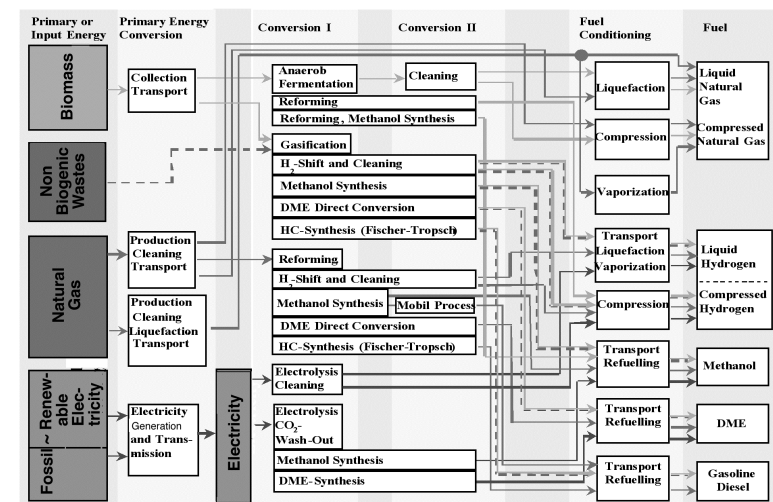 Primary or
Input Energy
Primary Energy
Conversion
Conversion I
Conversion II
Fuel
Conditioning
Fuel
Biomass
Collection
Transport
Anaerob
Fermentation
Cleaning
Reforming
Reforming, Methanol Synthesis
Liquefaction
Liquid
Natural
Gas
Compressed
Natural Gas
Compression
Vaporization
Non
Biogenic
Wastes
Gasification
H2-Shift and Cleaning
Methanol Synthesis
DME Direct Conversion
HC-Synthesis (Fischer-Tropsch)
Natural
Gas
Production
Cleaning
Transport
Production
Cleaning
Liquefaction
Transport
Reforming
H2-Shift and Cleaning
Methanol Synthesis
Mobil Process
DME Direct Conversion
HC-Synthesis (Fischer-Tropsch)
Transport
Liquefaction
Vaporization
Liquid
Hydrogen
Compression
Compressed
Hydrogen
Transport
Refuelling
Methanol
Fossil ~ Renew-
able Elec-
tricity
Electricity
Generation
and Trans-
mission
Electricity
Electrolysis
Cleaning
Electrolysis
CO2-
Wash-Out
Methanol Synthesis
DME-Synthesis
Transport
Refuelling
DME
Transport
Refuelling
Gasoline
Diesel